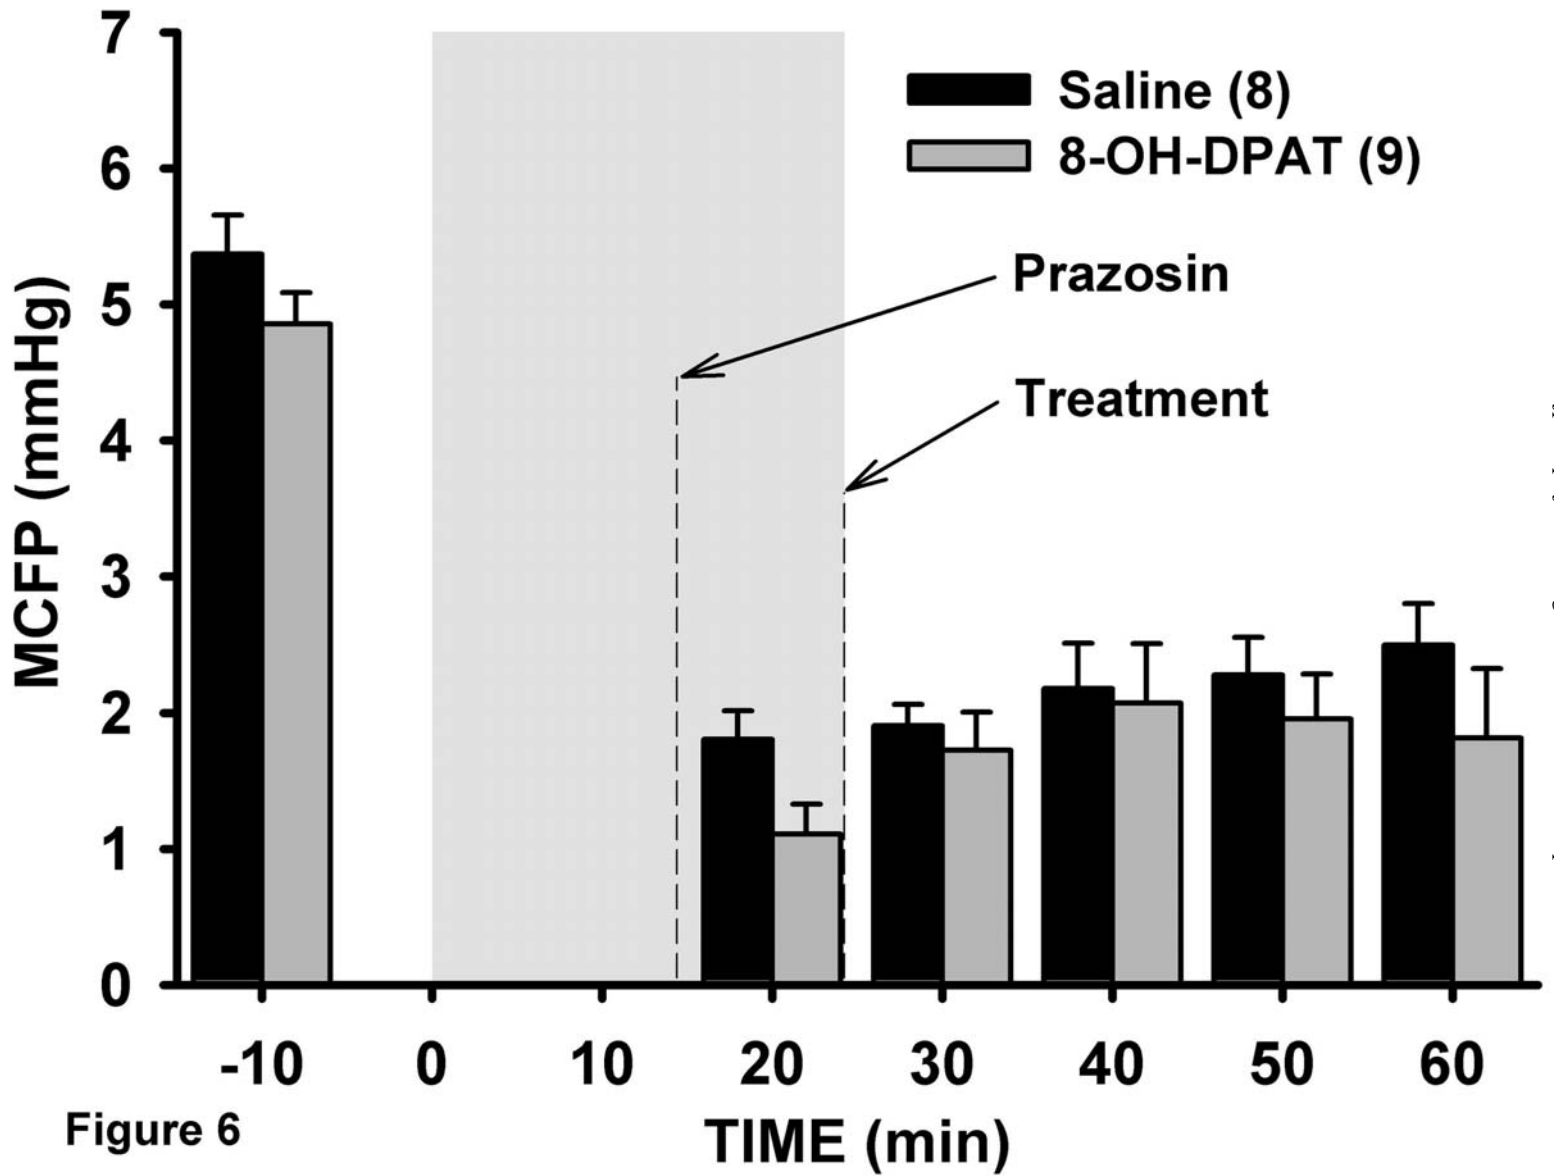 7
Saline (8)
8-OH-DPAT (9)
6
5
Prazosin
Treatment
4
3
2
1
0
MCFP (mmHg)
-10 0 10 20 30 40 50 60
TIME (min)
Figure 6